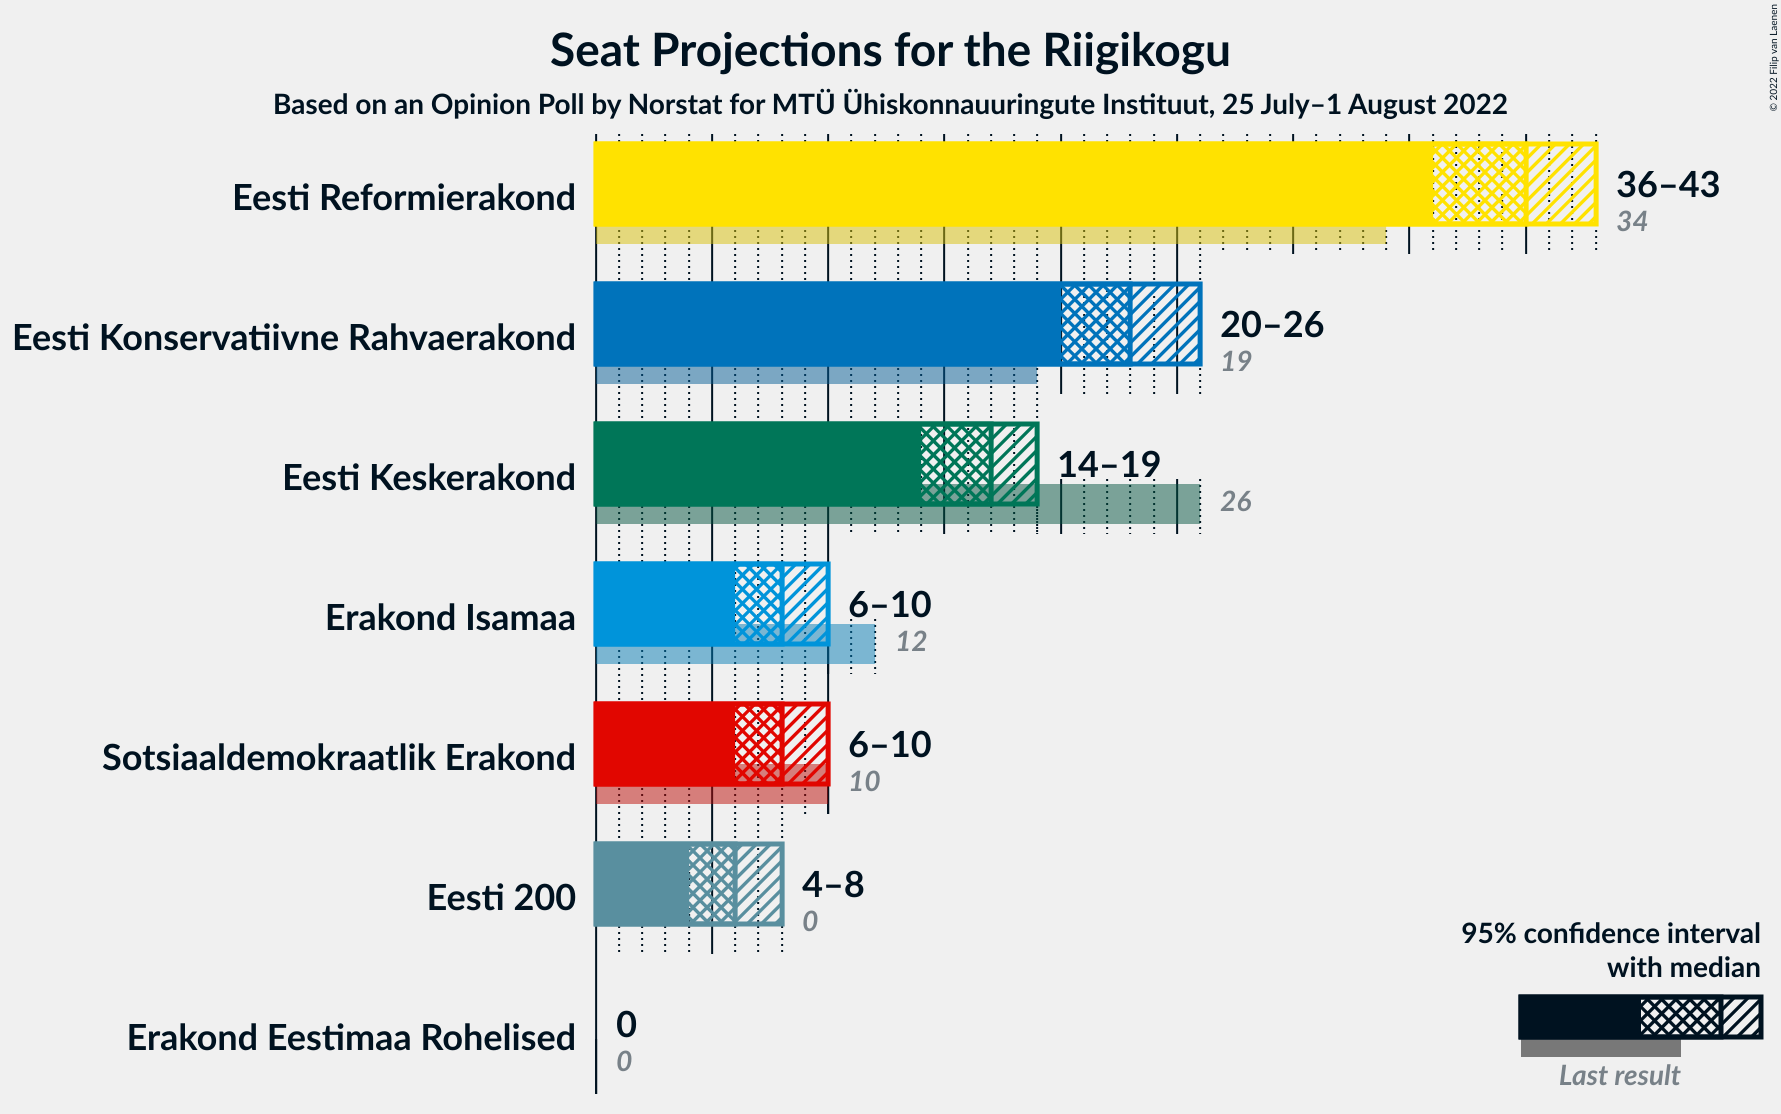 Seat Projections for the Riigikogu
Based on an Opinion Poll by Norstat for MTÜ Ühiskonnauuringute Instituut, 25 July–1 August 2022
© 2022 Filip van Laenen
Eesti Reformierakond
36–43
34
Eesti Konservatiivne Rahvaerakond
20–26
19
Eesti Keskerakond
14–19
26
Erakond Isamaa
6–10
12
Sotsiaaldemokraatlik Erakond
6–10
10
Eesti 200
4–8
0
Erakond Eestimaa Rohelised
0
0
95% confidence interval
with median
Last result